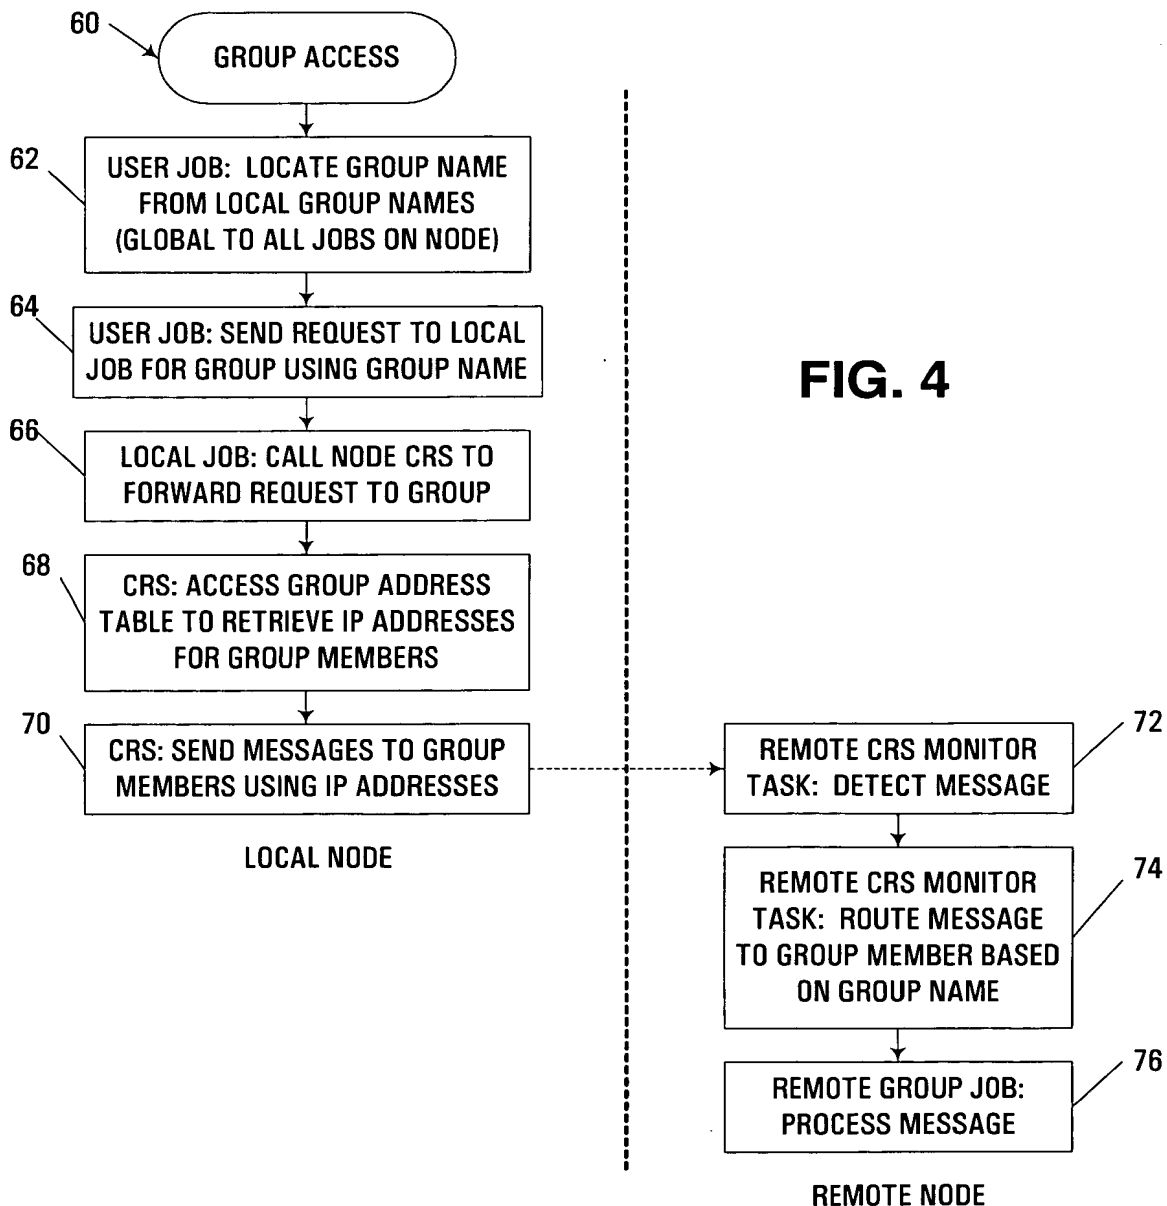 60
GROUP ACCESS
62
USER JOB: LOCATE GROUP NAME
FROM LOCAL GROUP NAMES
(GLOBAL TO ALL JOBS ON NODE)
64
USER JOB: SEND REQUEST TO LOCAL
JOB FOR GROUP USING GROUP NAME
FIG. 4
66
LOCAL JOB: CALL NODE CRS TO
FORWARD REQUEST TO GROUP
68
CRS: ACCESS GROUP ADDRESS
TABLE TO RETRIEVE IP ADDRESSES
FOR GROUP MEMBERS
70
CRS: SEND MESSAGES TO GROUP
MEMBERS USING IP ADDRESSES
LOCAL NODE
72
REMOTE CRS MONITOR
TASK: DETECT MESSAGE
74
REMOTE CRS MONITOR
TASK: ROUTE MESSAGE
TO GROUP MEMBER BASED
ON GROUP NAME
76
REMOTE GROUP JOB:
PROCESS MESSAGE
REMOTE NODE